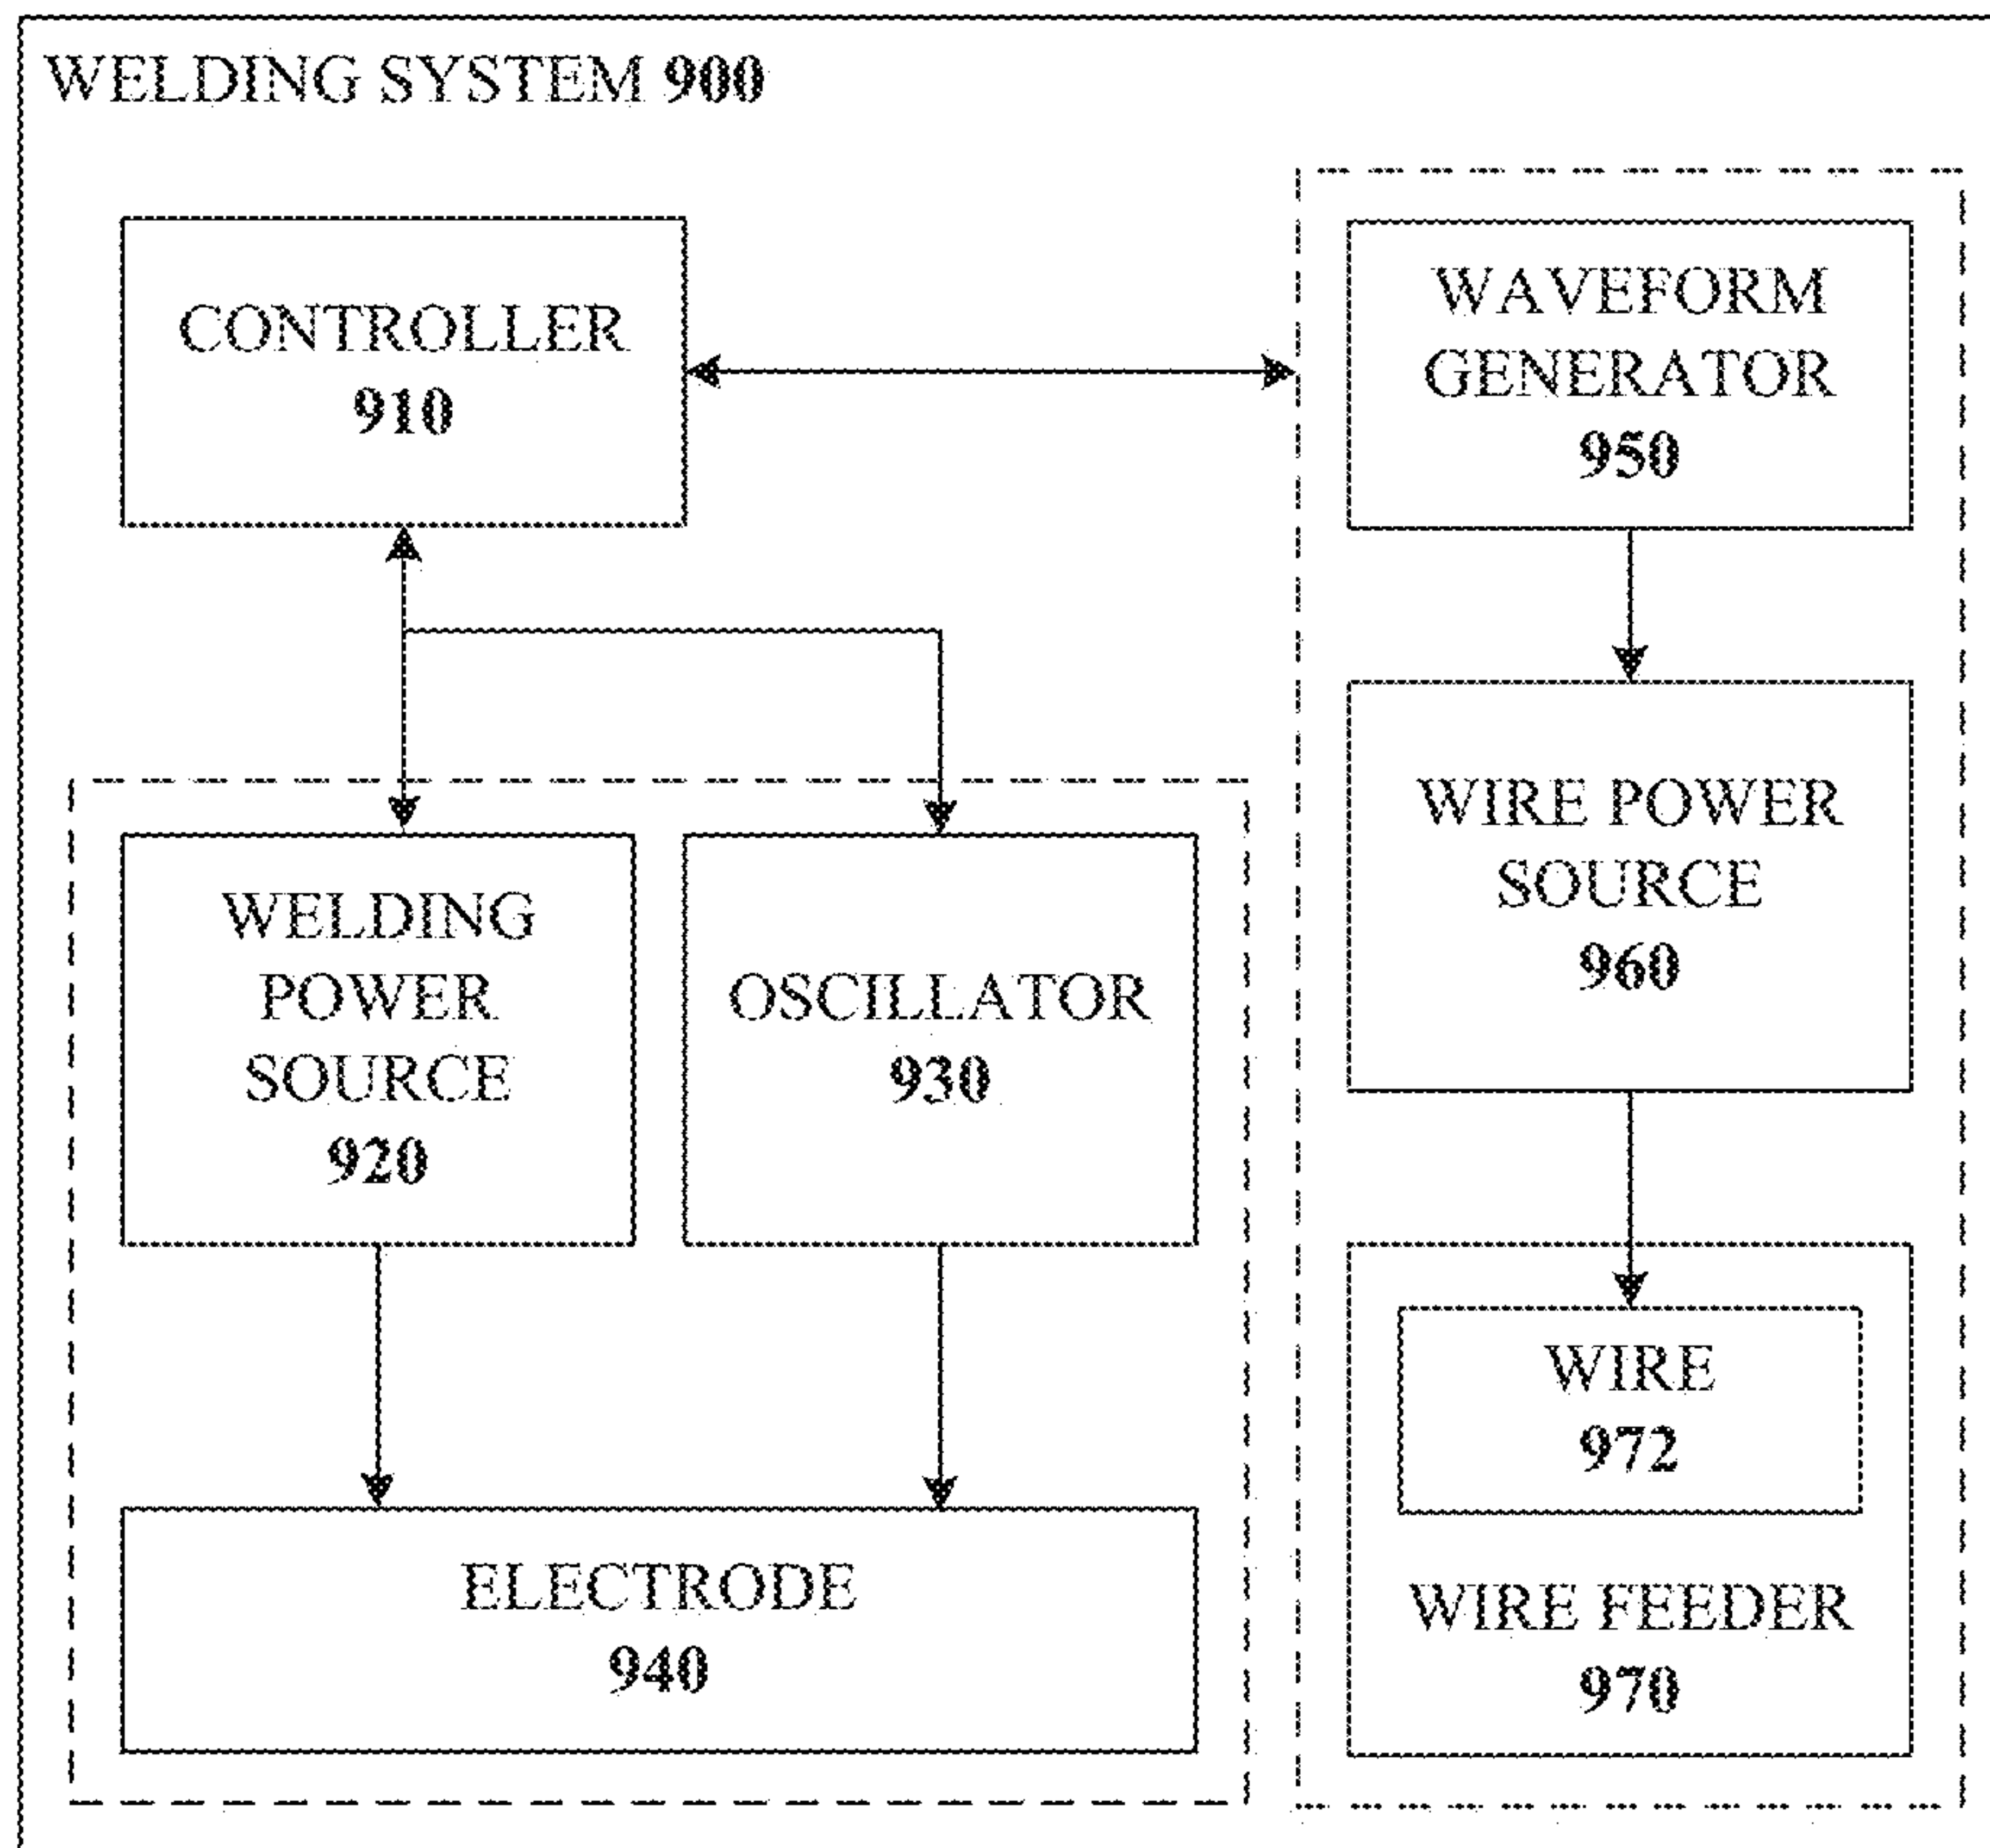 WELDING SYSTEM 900
CONTROLLER
910
WAVEFORM
GENERATOR
950
WIRE POWER
SOURCE
960
WELDING
POWER
SOURCE
920
OSCILLATOR
930
WIRE
972
WIRE FEEDER
970
ELECTRODE
940